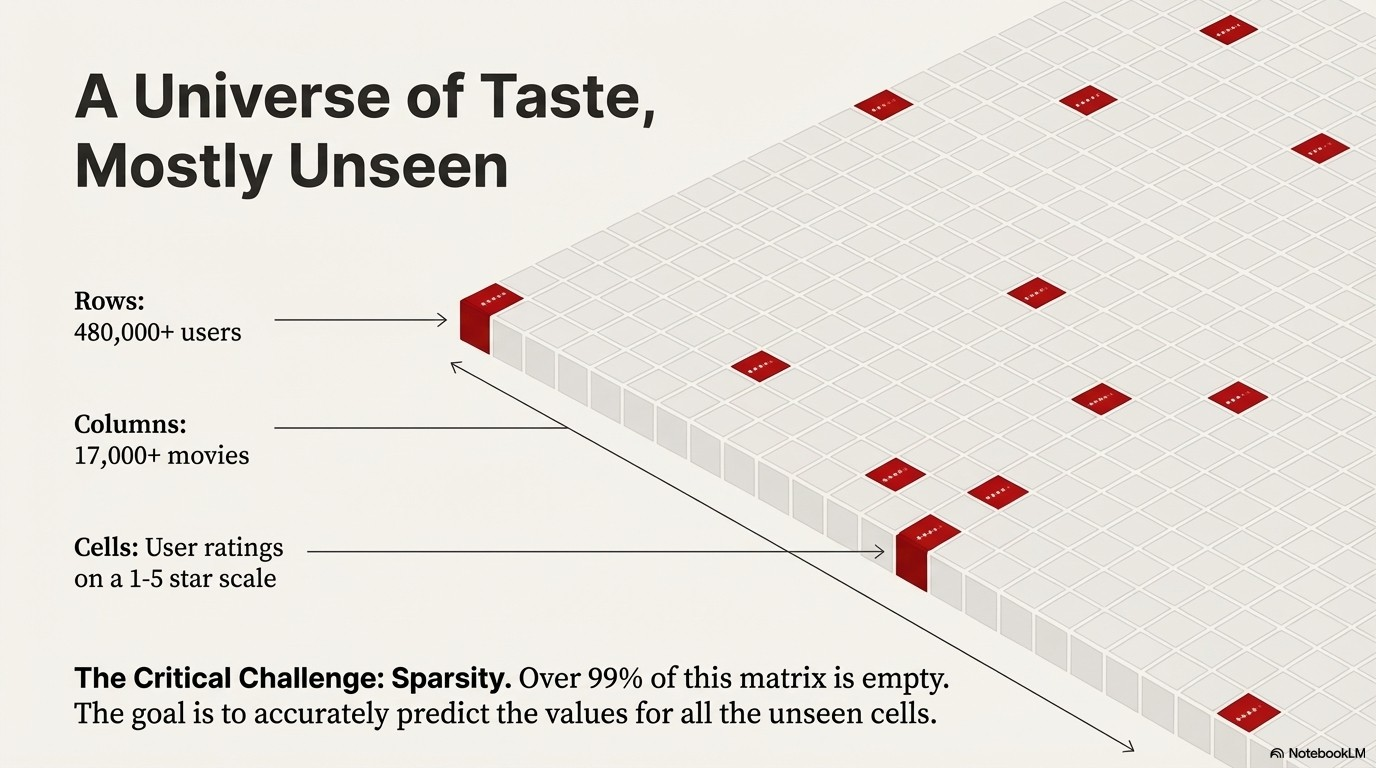 A Universe of Taste,
Mostly Unseen
Rows:
480,000+ users
Columns:
17,000+ movies
Cells: User ratings
on a 1-5 star scale
The Critical Challenge: Sparsity. Over 99% of this matrix is empty.
The goal is to accurately predict the values for all the unseen cells.
NotebookLM